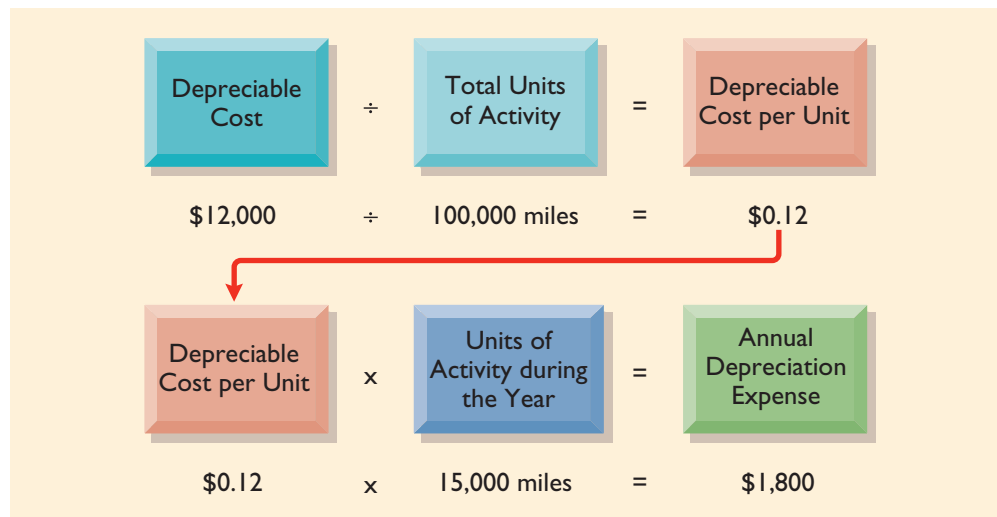 Depreciable
Cost
÷
Total Units
of Activity
=
Depreciable
Cost per Unit
$12,000 ÷ 100,000 miles = $0.12
Depreciable
Cost per Unit
x
Units of
Activity during
the Year
=
Annual
Depreciation
Expense
$0.12 x 15,000 miles = $1,800